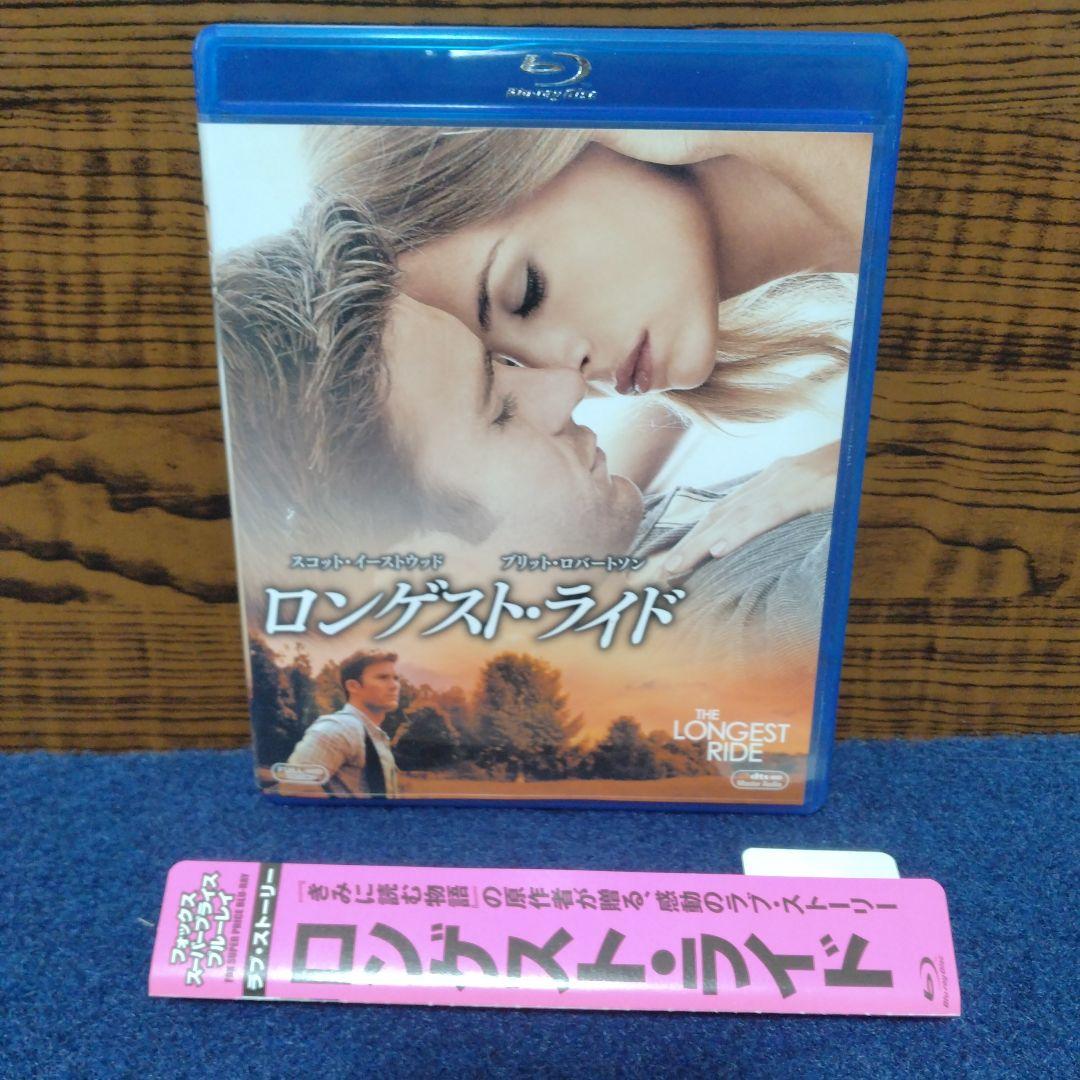 Blu-ray Disc
スコット・イーストウッド
ブリット・ロバートソン
ロンゲスト・ライド
THE
LONGEST
RIDE
dts
Master Audio
フォックス
スーパープライス
ブルーレイ
FOX SUPER PRICE BLU-RAY
ラブ・ストーリー
『きみに読む物語』の原作者が贈る、感動のラブ・ストーリー
ロンゲスト・ライド
Blu-ray Disc